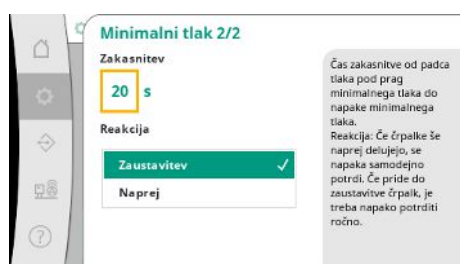 Minimalni tlak 2/2
Zakasnitev
20 s
Reakcija
Zaustavitev
Naprej
Čas zakasnitve od padca
tlaka pod prag
minimalnega tlaka do
napake minimalnega
tlaka.
Reakcija: Če črpalke še
naprej delujejo, se
napaka samodejno
potrdi. Če pride do
zaustavitve črpalk, je
treba napako potrditi
ročno.